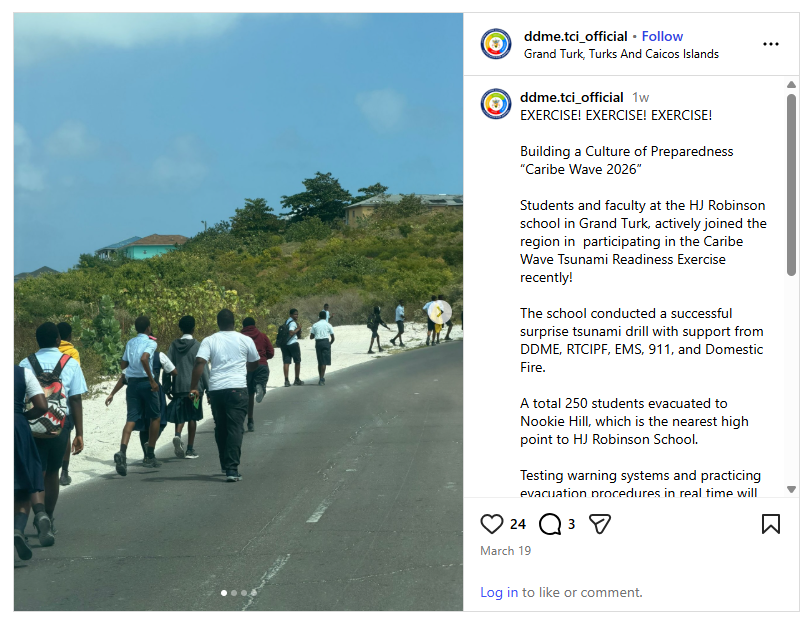 ddme.tci_official • Follow
Grand Turk, Turks And Caicos Islands
ddme.tci_official 1w
EXERCISE! EXERCISE! EXERCISE!
Building a Culture of Preparedness
“Caribe Wave 2026”
Students and faculty at the HJ Robinson
school in Grand Turk, actively joined the
region in  participating in the Caribe
Wave Tsunami Readiness Exercise
recently!
The school conducted a successful
surprise tsunami drill with support from
DDME, RTCIPF, EMS, 911, and Domestic
Fire.
A total 250 students evacuated to
Nookie Hill, which is the nearest high
point to HJ Robinson School.
Testing warning systems and practicing
evacuation procedures in real time will
24 3
March 19
Log in to like or comment.